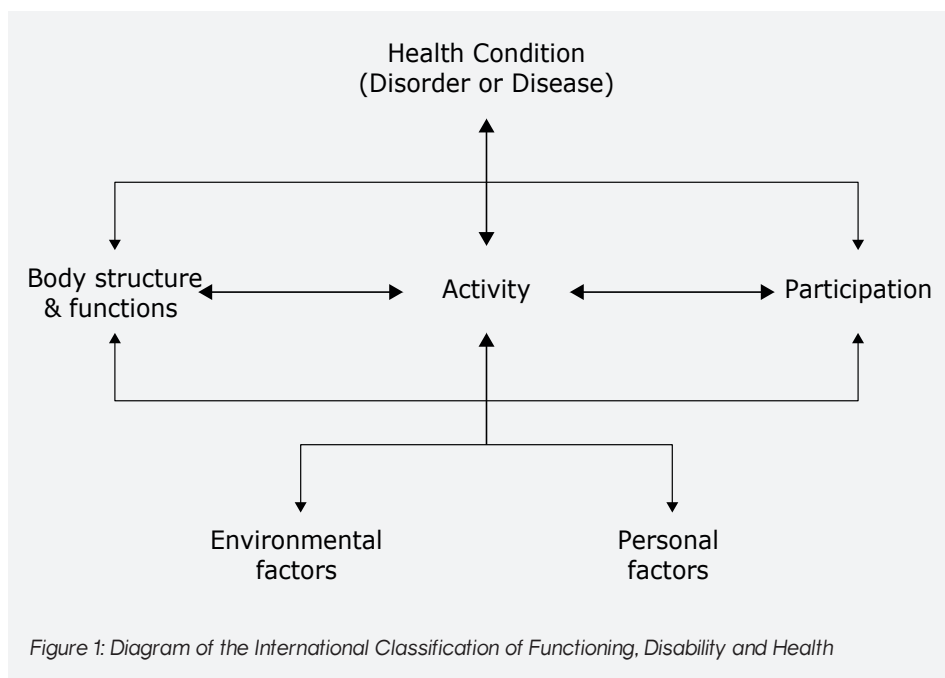 Health Condition
(Disorder or Disease)
Body structure
& functions
Activity
Participation
Environmental
factors
Personal
factors
Figure 1: Diagram of the International Classification of Functioning, Disability and Health